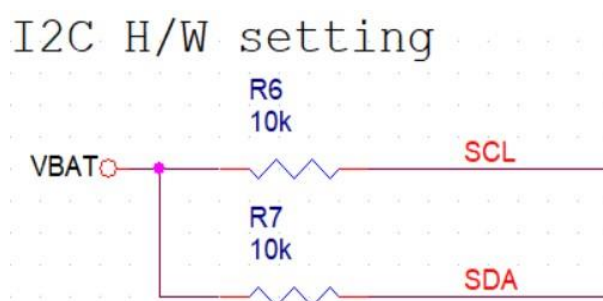 I2C H/W setting
R6
10k
VBAT
SCL
R7
10k
SDA